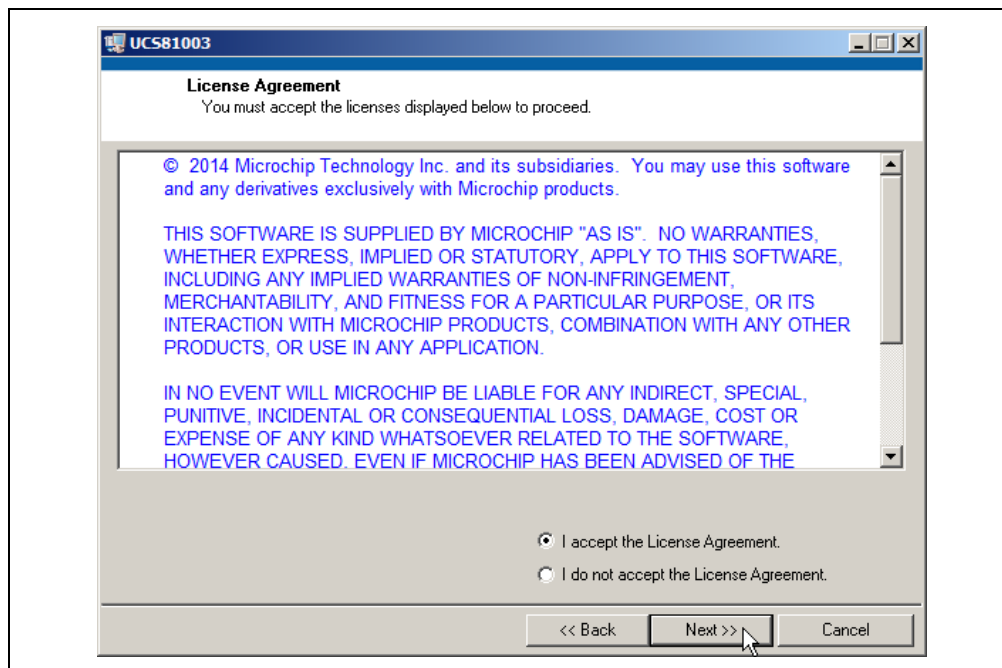 UCS81003
License Agreement
You must accept the licenses displayed below to proceed.
© 2014 Microchip Technology Inc. and its subsidiaries. You may use this software
and any derivatives exclusively with Microchip products.
THIS SOFTWARE IS SUPPLIED BY MICROCHIP "AS IS". NO WARRANTIES,
WHETHER EXPRESS, IMPLIED OR STATUTORY, APPLY TO THIS SOFTWARE,
INCLUDING ANY IMPLIED WARRANTIES OF NON-INFRINGEMENT,
MERCHANTABILITY, AND FITNESS FOR A PARTICULAR PURPOSE, OR ITS
INTERACTION WITH MICROCHIP PRODUCTS, COMBINATION WITH ANY OTHER
PRODUCTS, OR USE IN ANY APPLICATION.
IN NO EVENT WILL MICROCHIP BE LIABLE FOR ANY INDIRECT, SPECIAL,
PUNITIVE, INCIDENTAL OR CONSEQUENTIAL LOSS, DAMAGE, COST OR
EXPENSE OF ANY KIND WHATSOEVER RELATED TO THE SOFTWARE,
HOWEVER CAUSED, EVEN IF MICROCHIP HAS BEEN ADVISED OF THE
I accept the License Agreement.
I do not accept the License Agreement.
<< Back Next >> Cancel